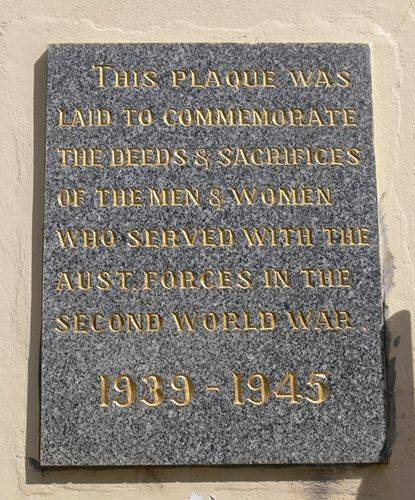 THIS PLAQUE WAS
LAID TO COMMEMORATE
THE DEEDS & SACRIFICES
OF THE MEN & WOMEN
WHO SERVED WITH THE
AUST. FORCES IN THE
SECOND WORLD WAR.
1939 - 1945